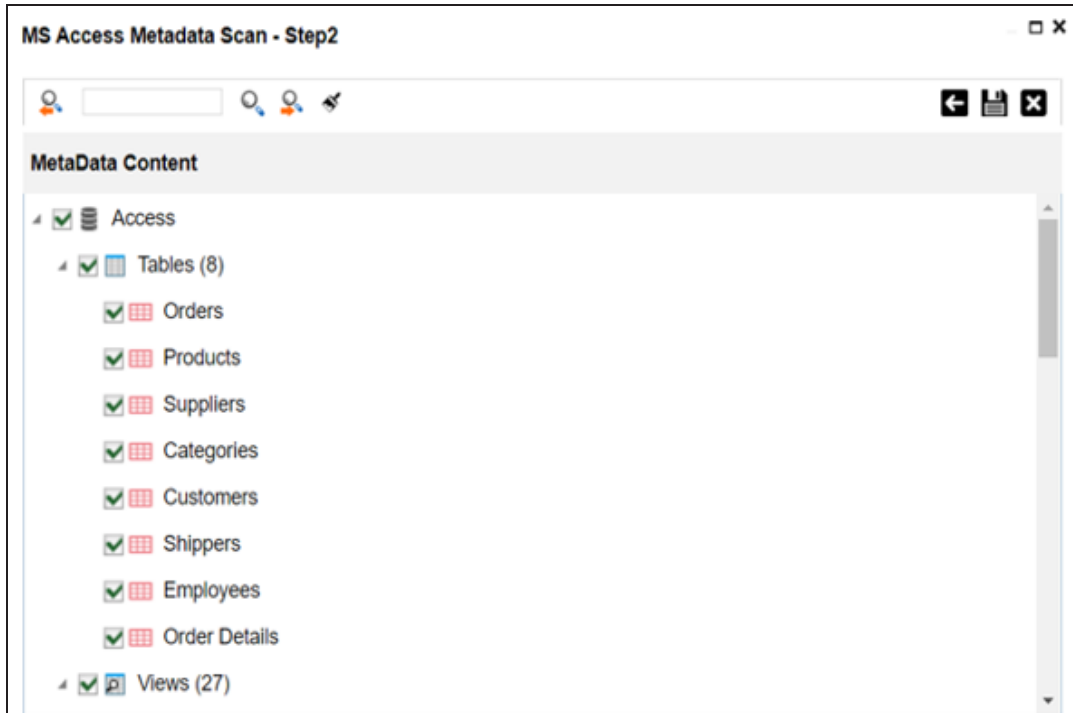 MS Access Metadata Scan - Step2
MetaData Content
Access
Tables (8)
Orders
Products
Suppliers
Categories
Customers
Shippers
Employees
Order Details
Views (27)